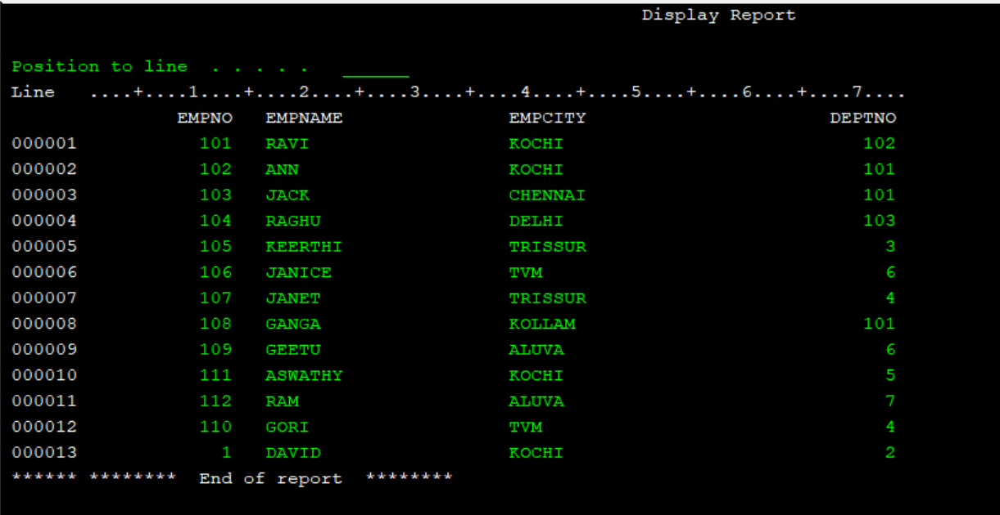 Display Report
Position to line . . . . . ______
Line ....+....1....+....2....+....3....+....4....+....5....+....6....+....7....
EMPNO EMPNAME EMPCITY DEPTNO
000001 101 RAVI KOCHI 102
000002 102 ANN KOCHI 101
000003 103 JACK CHENNAI 101
000004 104 RAGHU DELHI 103
000005 105 KEERTHI TRISSUR 3
000006 106 JANICE TVM 6
000007 107 JANET TRISSUR 4
000008 108 GANGA KOLLAM 101
000009 109 GEETU ALUVA 6
000010 111 ASWATHY KOCHI 5
000011 112 RAM ALUVA 7
000012 110 GORI TVM 4
000013 1 DAVID KOCHI 2
****** ******** End of report ********